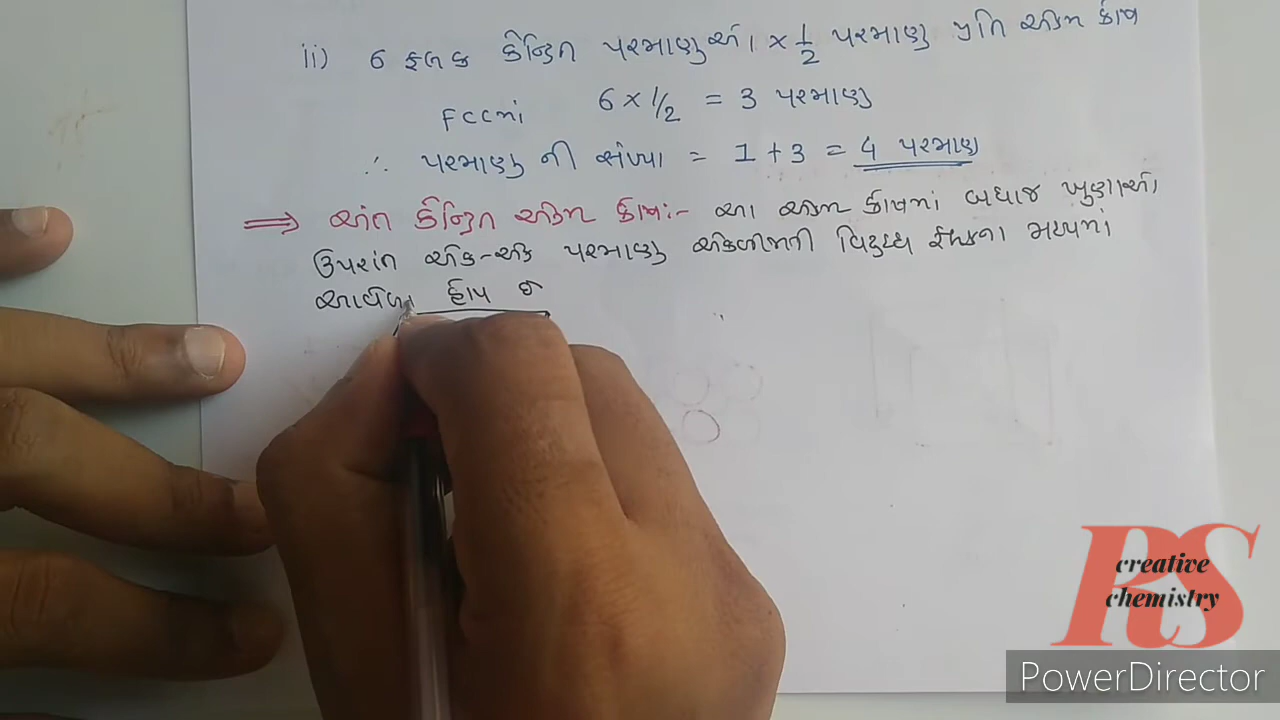 ii) 6 ફલક કેન્દ્રિત પરમાણુઓ × 1/2 પરમાણુ પ્રતિ એકમ કોષ
FCCમાં 6 × 1/2 = 3 પરમાણુ
∴ પરમાણુ ની સંખ્યા = 1 + 3 = 4 પરમાણુ
⟹ અંત કેન્દ્રિત એકમ કોષ:- આ એકમ કોષમાં બધાજ ખુણાઓ
ઉપરાંત એક-એક પરમાણુ એકબીજાની વિરુધ્ધ ફલકના મધ્યમાં
આવેલા હોય છે
RS
creative
chemistry
PowerDirector